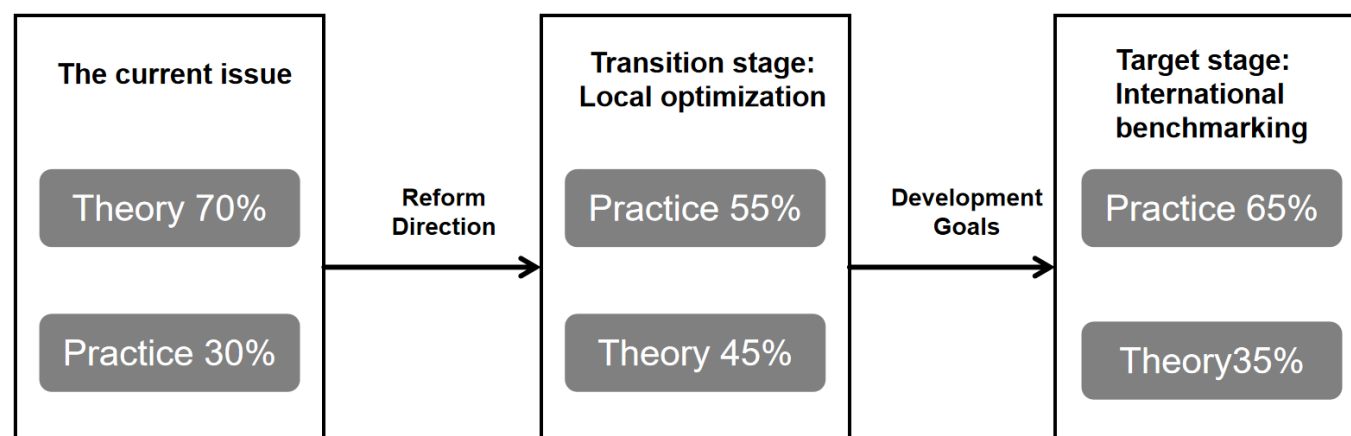 The current issue
Theory 70%
Practice 30%
Reform
Direction
Transition stage:
Local optimization
Practice 55%
Theory 45%
Development
Goals
Target stage:
International
benchmarking
Practice 65%
Theory35%